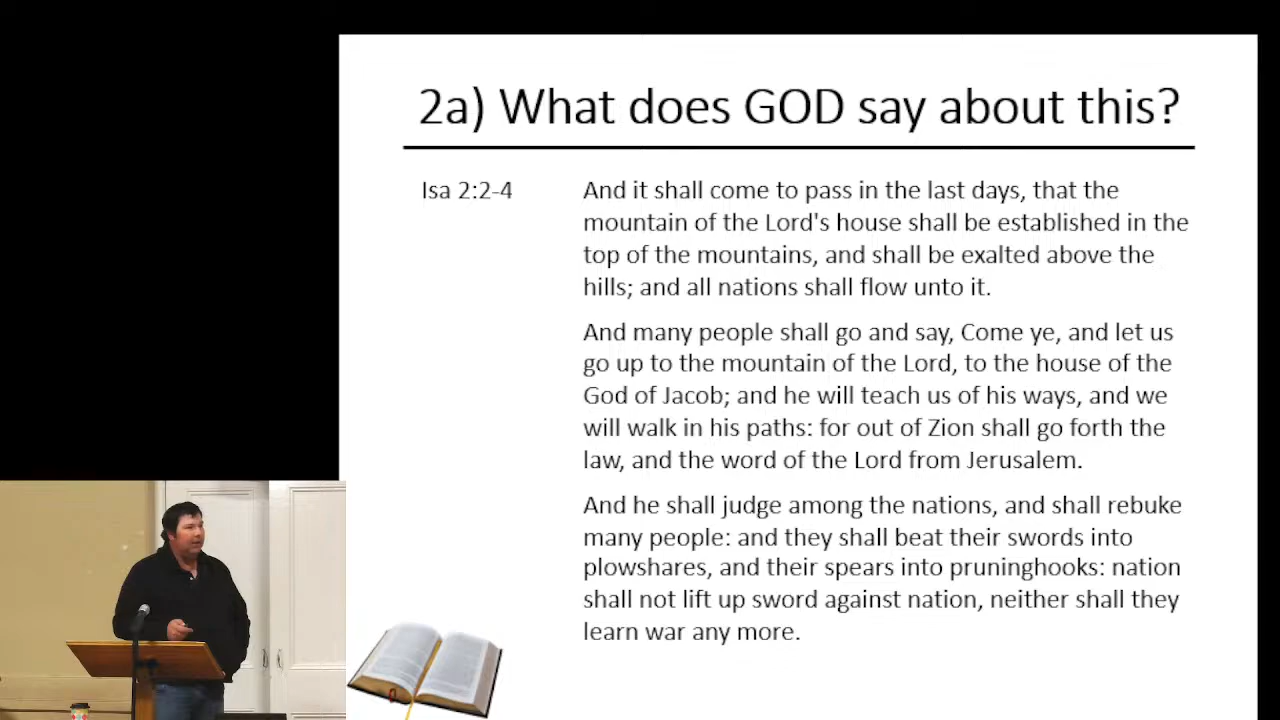 2a) What does GOD say about this?
Isa 2:2-4
And it shall come to pass in the last days, that the
mountain of the Lord's house shall be established in the
top of the mountains, and shall be exalted above the
hills; and all nations shall flow unto it.
And many people shall go and say, Come ye, and let us
go up to the mountain of the Lord, to the house of the
God of Jacob; and he will teach us of his ways, and we
will walk in his paths: for out of Zion shall go forth the
law, and the word of the Lord from Jerusalem.
And he shall judge among the nations, and shall rebuke
many people: and they shall beat their swords into
plowshares, and their spears into pruninghooks: nation
shall not lift up sword against nation, neither shall they
learn war any more.